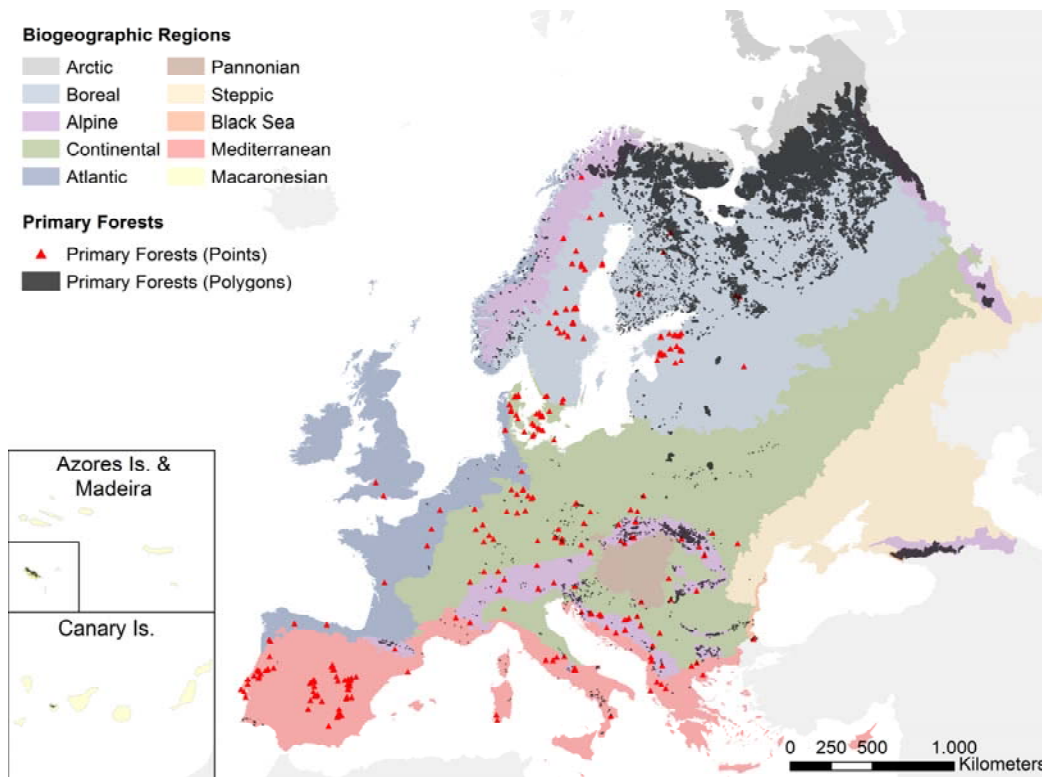 Biogeographic Regions
Arctic
Boreal
Alpine
Continental
Atlantic
Pannonian
Steppic
Black Sea
Mediterranean
Macaronesian
Primary Forests
Primary Forests (Points)
Primary Forests (Polygons)
Azores Is. &
Madeira
Canary Is.
0 250 500 1.000
Kilometers